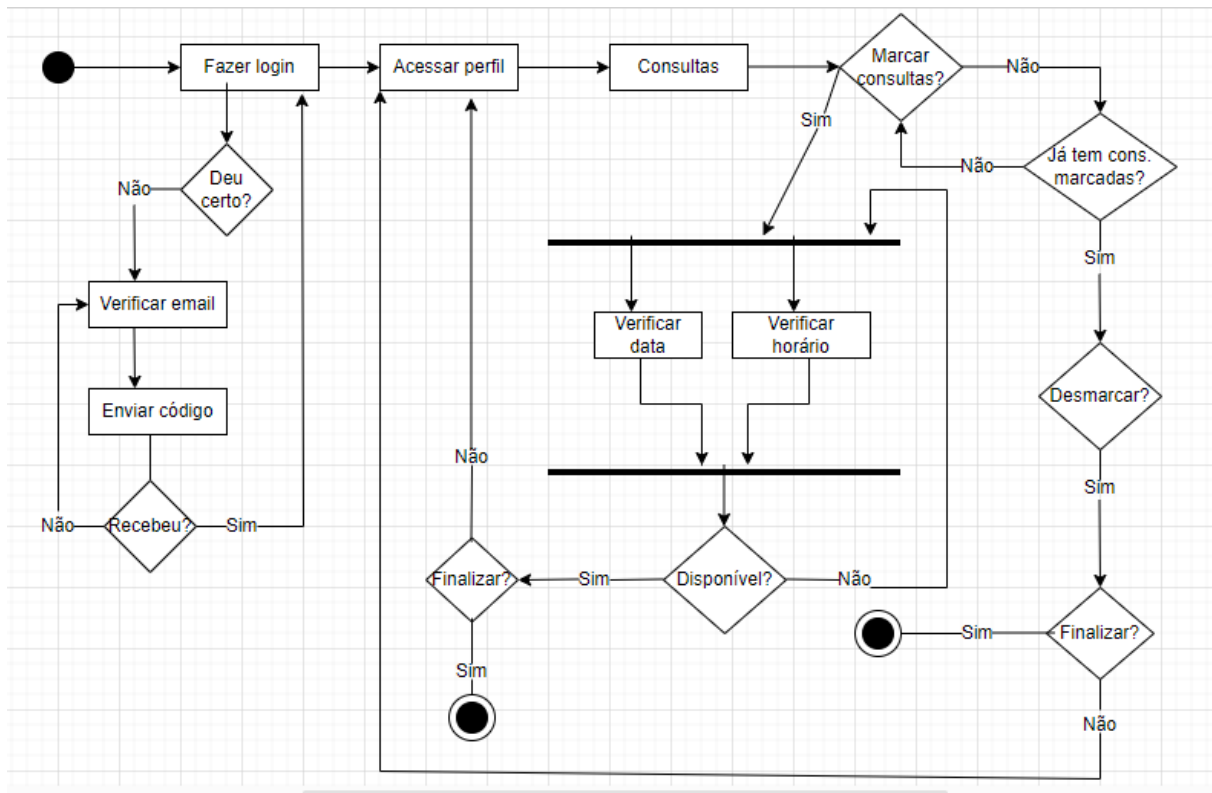 Fazer login
Acessar perfil
Consultas
Marcar
consultas?
Não
Sim
Já tem cons.
marcadas?
Não
Deu
certo?
Não
Sim
Verificar email
Verificar
data
Verificar
horário
Enviar código
Desmarcar?
Não
Sim
Recebeu?
Não
Sim
Finalizar?
Sim
Disponível?
Não
Finalizar?
Sim
Sim
Não